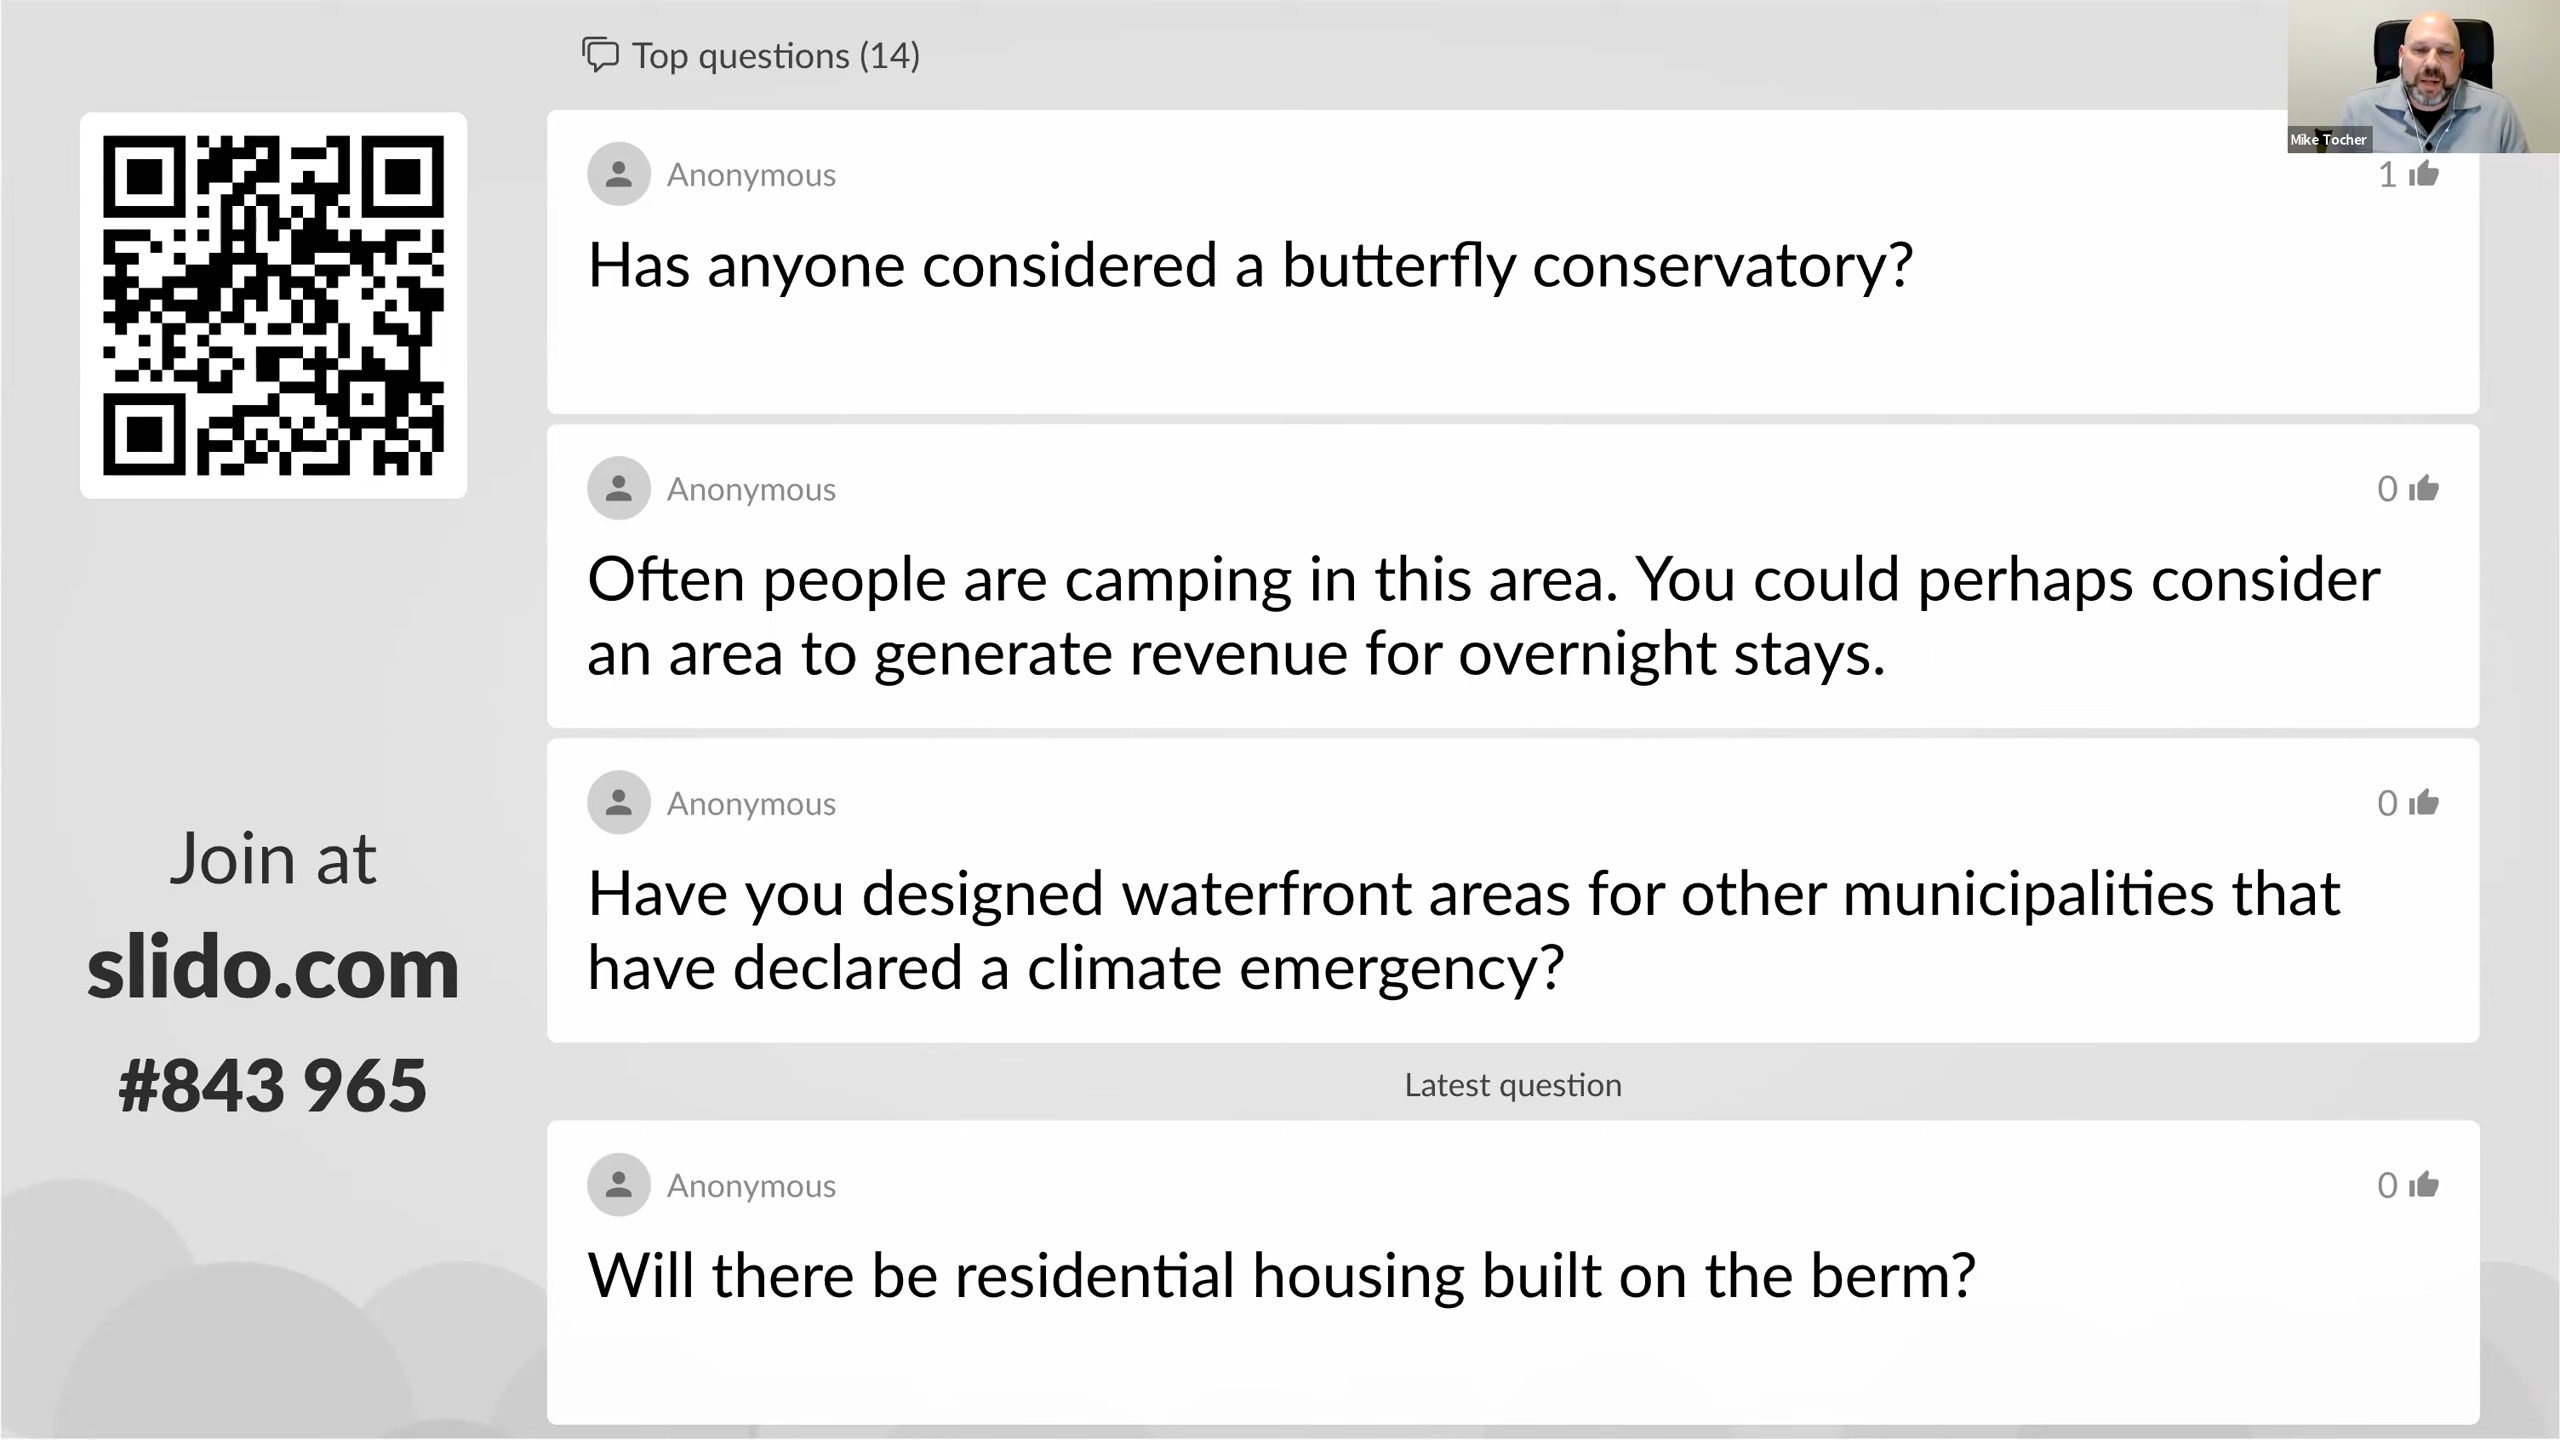 Top questions (14)
Mike Tocher
Anonymous
1
Has anyone considered a butterfly conservatory?
Anonymous
0
Often people are camping in this area. You could perhaps consider
an area to generate revenue for overnight stays.
Anonymous
0
Have you designed waterfront areas for other municipalities that
have declared a climate emergency?
Join at
slido.com
#843 965
Latest question
Anonymous
0
Will there be residential housing built on the berm?